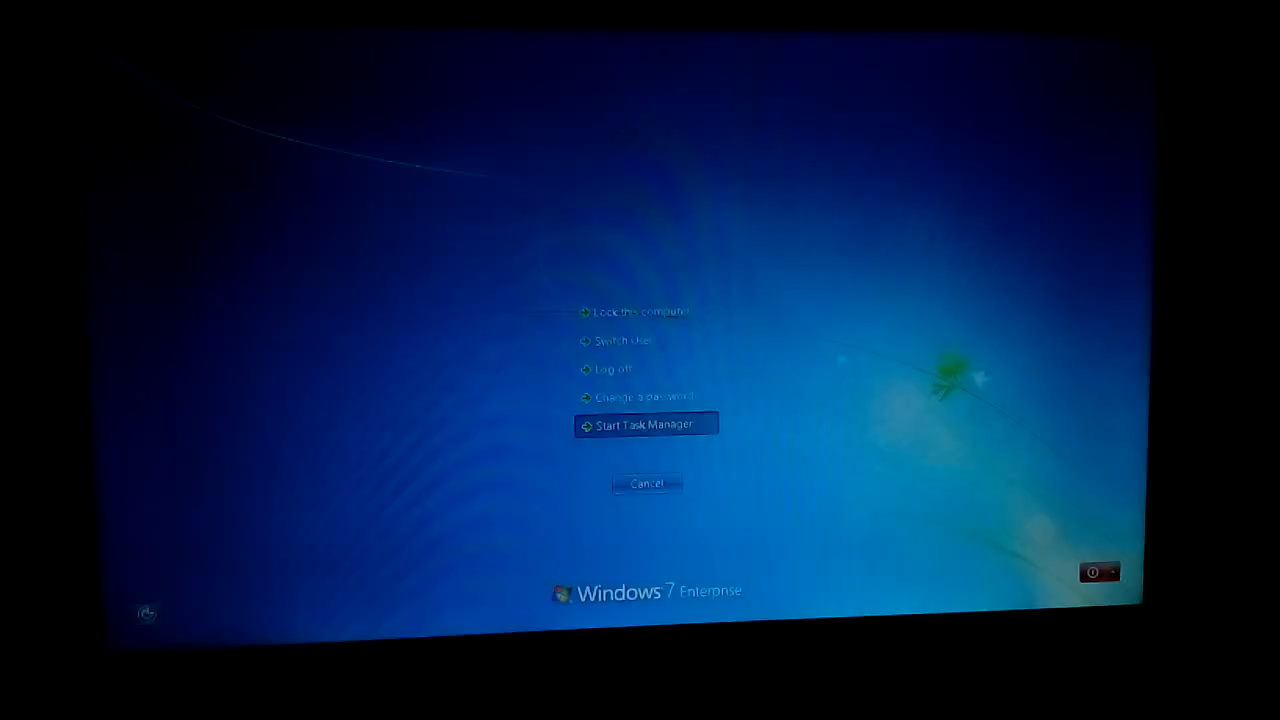 Lock this computer
Switch User
Log off
Change a password
Start Task Manager
Cancel
Windows 7 Enterprise